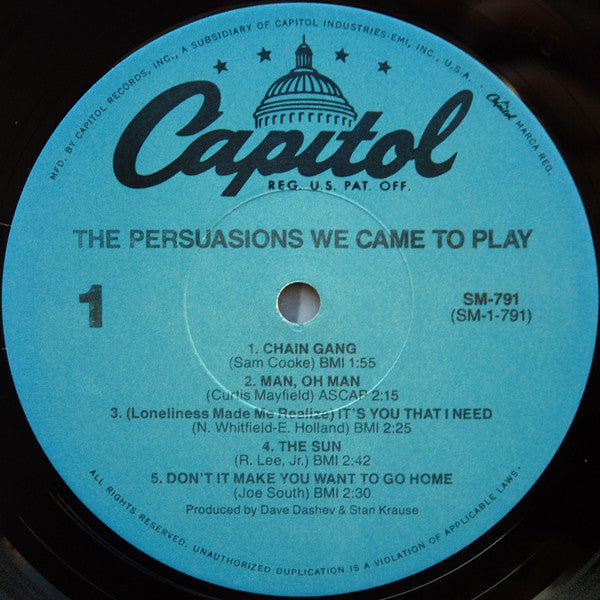 MFD. BY CAPITOL RECORDS, INC., A SUBSIDIARY OF CAPITOL INDUSTRIES-EMI, INC., U.S.A. • Capitol MARCA REG.
Capitol
REG. U.S. PAT. OFF.
THE PERSUASIONS WE CAME TO PLAY
1
SM-791
(SM-1-791)
1. CHAIN GANG
(Sam Cooke) BMI 1:55
2. MAN, OH MAN
(Curtis Mayfield) ASCAP 2:15
3. (Loneliness Made Me Realize) IT'S YOU THAT I NEED
(N. Whitfield-E. Holland) BMI 2:25
4. THE SUN
(R. Lee, Jr.) BMI 2:42
5. DON'T IT MAKE YOU WANT TO GO HOME
(Joe South) BMI 2:30
Produced by Dave Dashev & Stan Krause
ALL RIGHTS RESERVED. UNAUTHORIZED DUPLICATION IS A VIOLATION OF APPLICABLE LAWS.